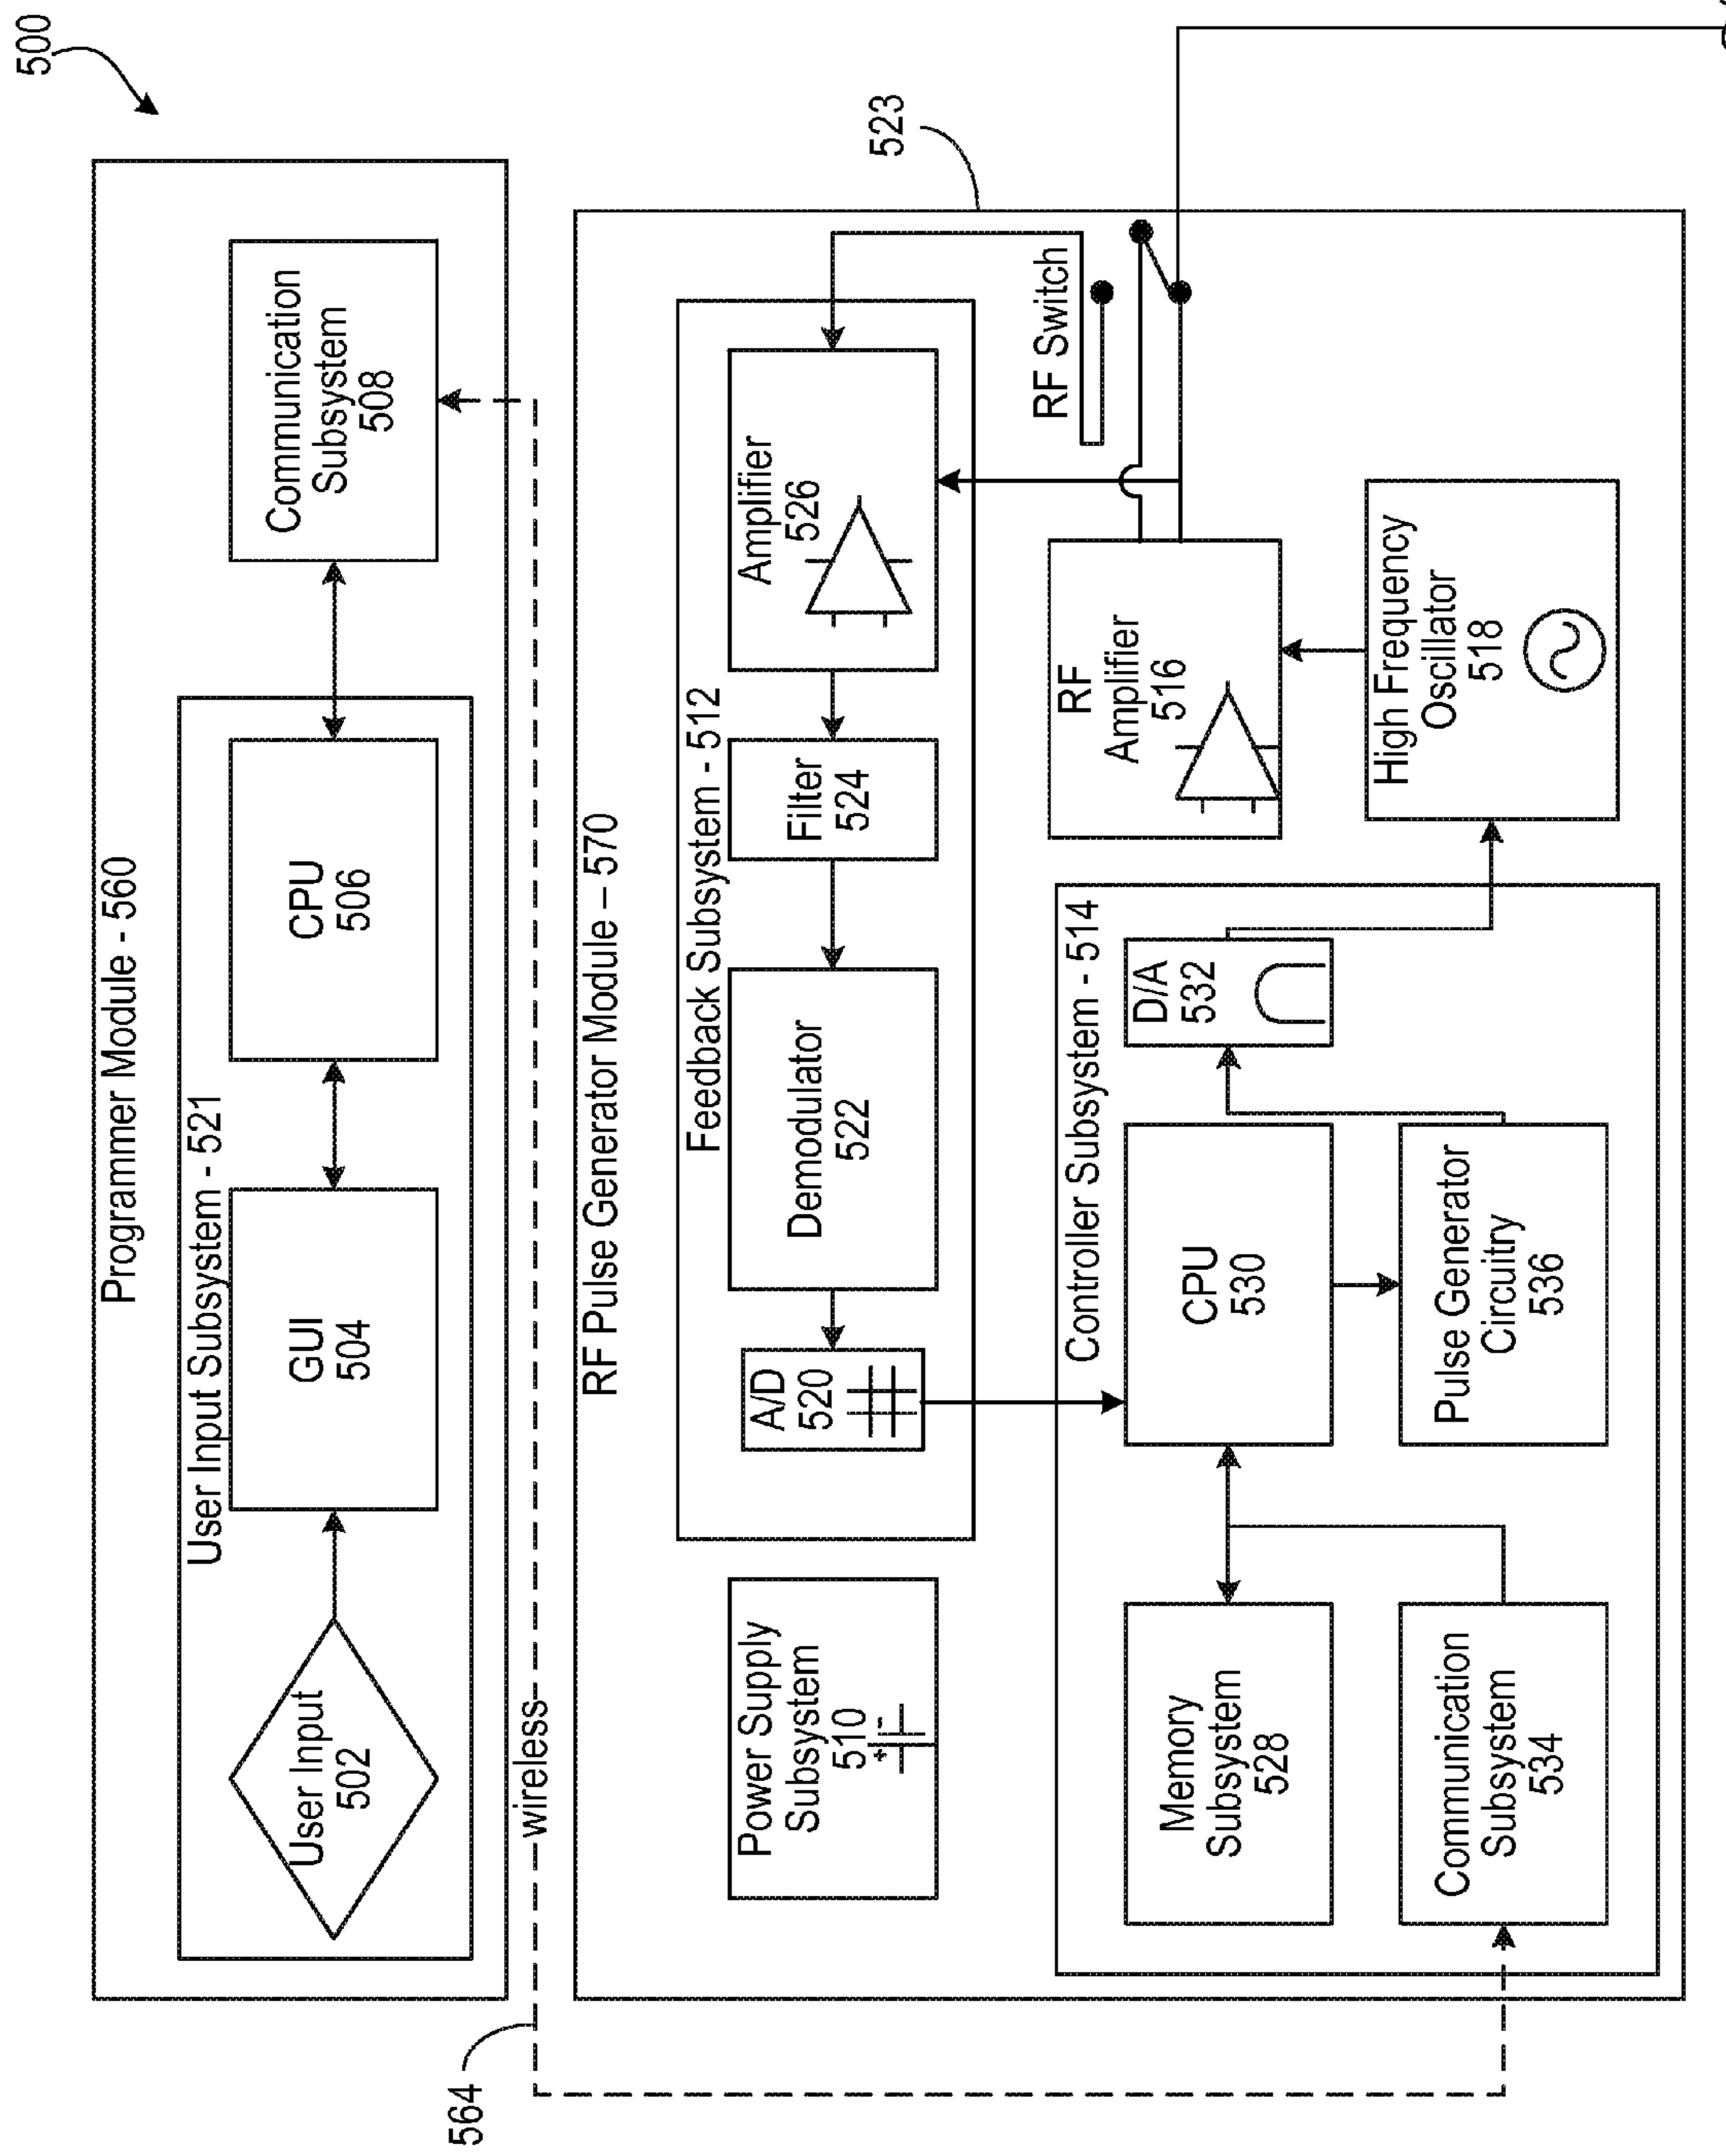 500
Programmer Module - 560
User Input Subsystem - 521
User Input
502
GUI
504
CPU
506
Communication
Subsystem
508
wireless
564
RF Pulse Generator Module – 570
523
Power Supply
Subsystem
510
+ -
Feedback Subsystem - 512
A/D
520
Demodulator
522
Filter
524
Amplifier
526
RF Switch
Controller Subsystem - 514
Memory
Subsystem
528
Communication
Subsystem
534
CPU
530
Pulse Generator
Circuitry
536
D/A
532
RF
Amplifier
516
High Frequency
Oscillator
518